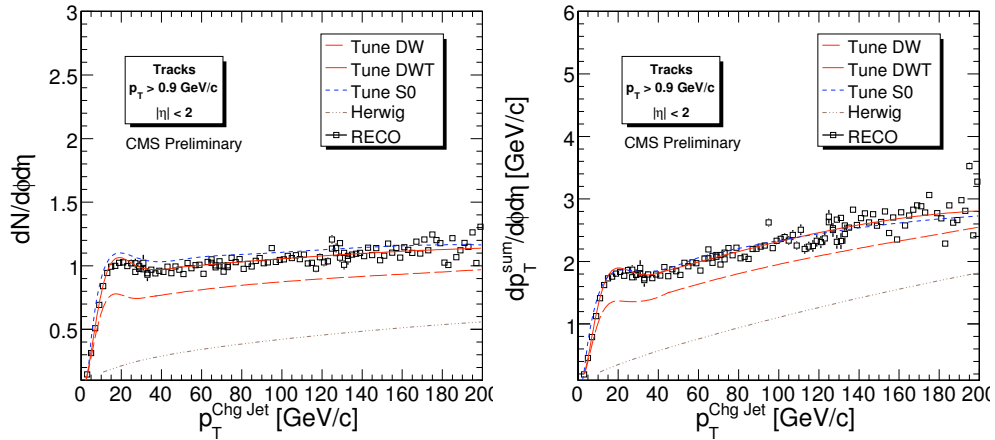 3
2.5
2
1.5
1
0.5
dN/dϕdη
Tracks
p_T > 0.9 GeV/c
|η| < 2
CMS Preliminary
Tune DW
Tune DWT
Tune S0
Herwig
RECO
0 20 40 60 80 100 120 140 160 180 200
p_T^Chg Jet [GeV/c]
6
5
4
3
2
1
dp_T^sum/dϕdη [GeV/c]
Tracks
p_T > 0.9 GeV/c
|η| < 2
CMS Preliminary
Tune DW
Tune DWT
Tune S0
Herwig
RECO
0 20 40 60 80 100 120 140 160 180 200
p_T^Chg Jet [GeV/c]